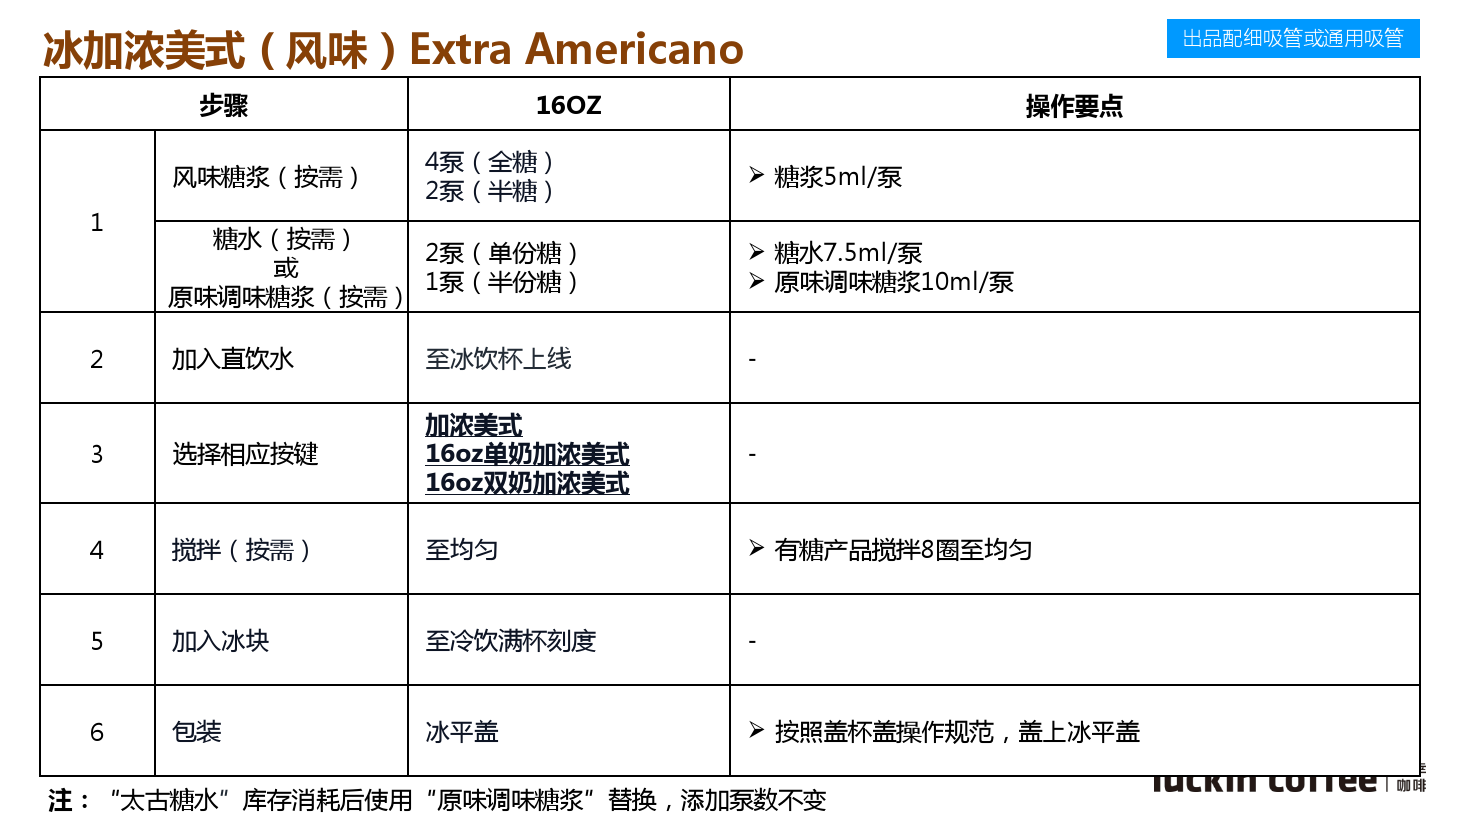 冰加浓美式（风味）Extra Americano
出品配细吸管或通用吸管
步骤
16OZ
操作要点
1
风味糖浆（按需）
4泵（全糖）
2泵（半糖）
➢ 糖浆5ml/泵
糖水（按需）
或
原味调味糖浆（按需）
2泵（单份糖）
1泵（半份糖）
➢ 糖水7.5ml/泵
➢ 原味调味糖浆10ml/泵
2
加入直饮水
至冰饮杯上线
-
3
选择相应按键
加浓美式
16oz单奶加浓美式
16oz双奶加浓美式
-
4
搅拌（按需）
至均匀
➢ 有糖产品搅拌8圈至均匀
5
加入冰块
至冷饮满杯刻度
-
6
包装
冰平盖
➢ 按照盖杯盖操作规范，盖上冰平盖
luckin coffee
咖啡
注：“太古糖水”库存消耗后使用“原味调味糖浆”替换，添加泵数不变